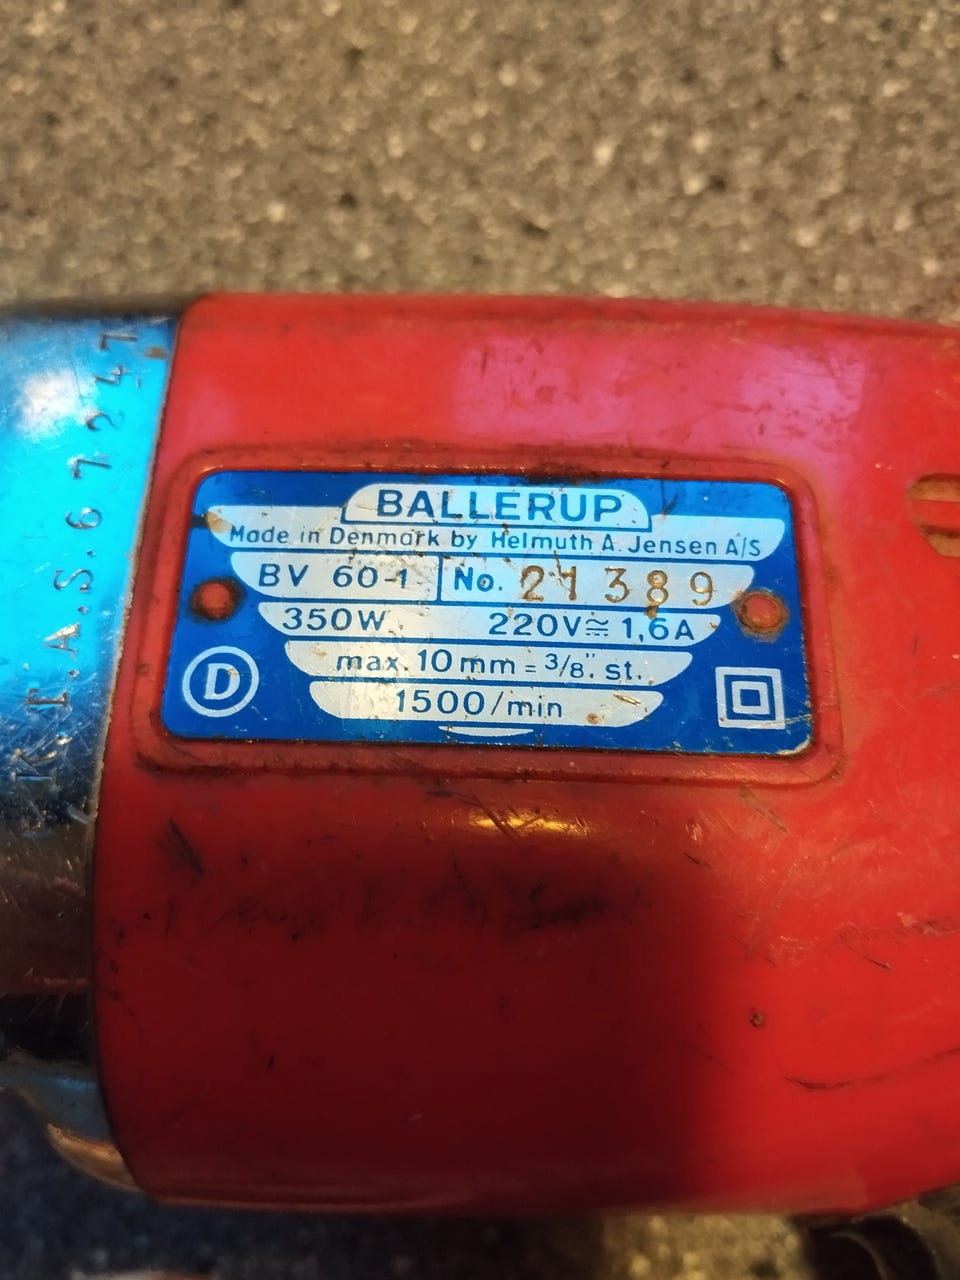 BALLERUP
Made in Denmark by Helmuth A. Jensen A/S
BV 60-1 No. 21389
350W 220V≂ 1,6A
max. 10 mm = 3/8". st.
1500/min
D
K.L.A.S. 67247